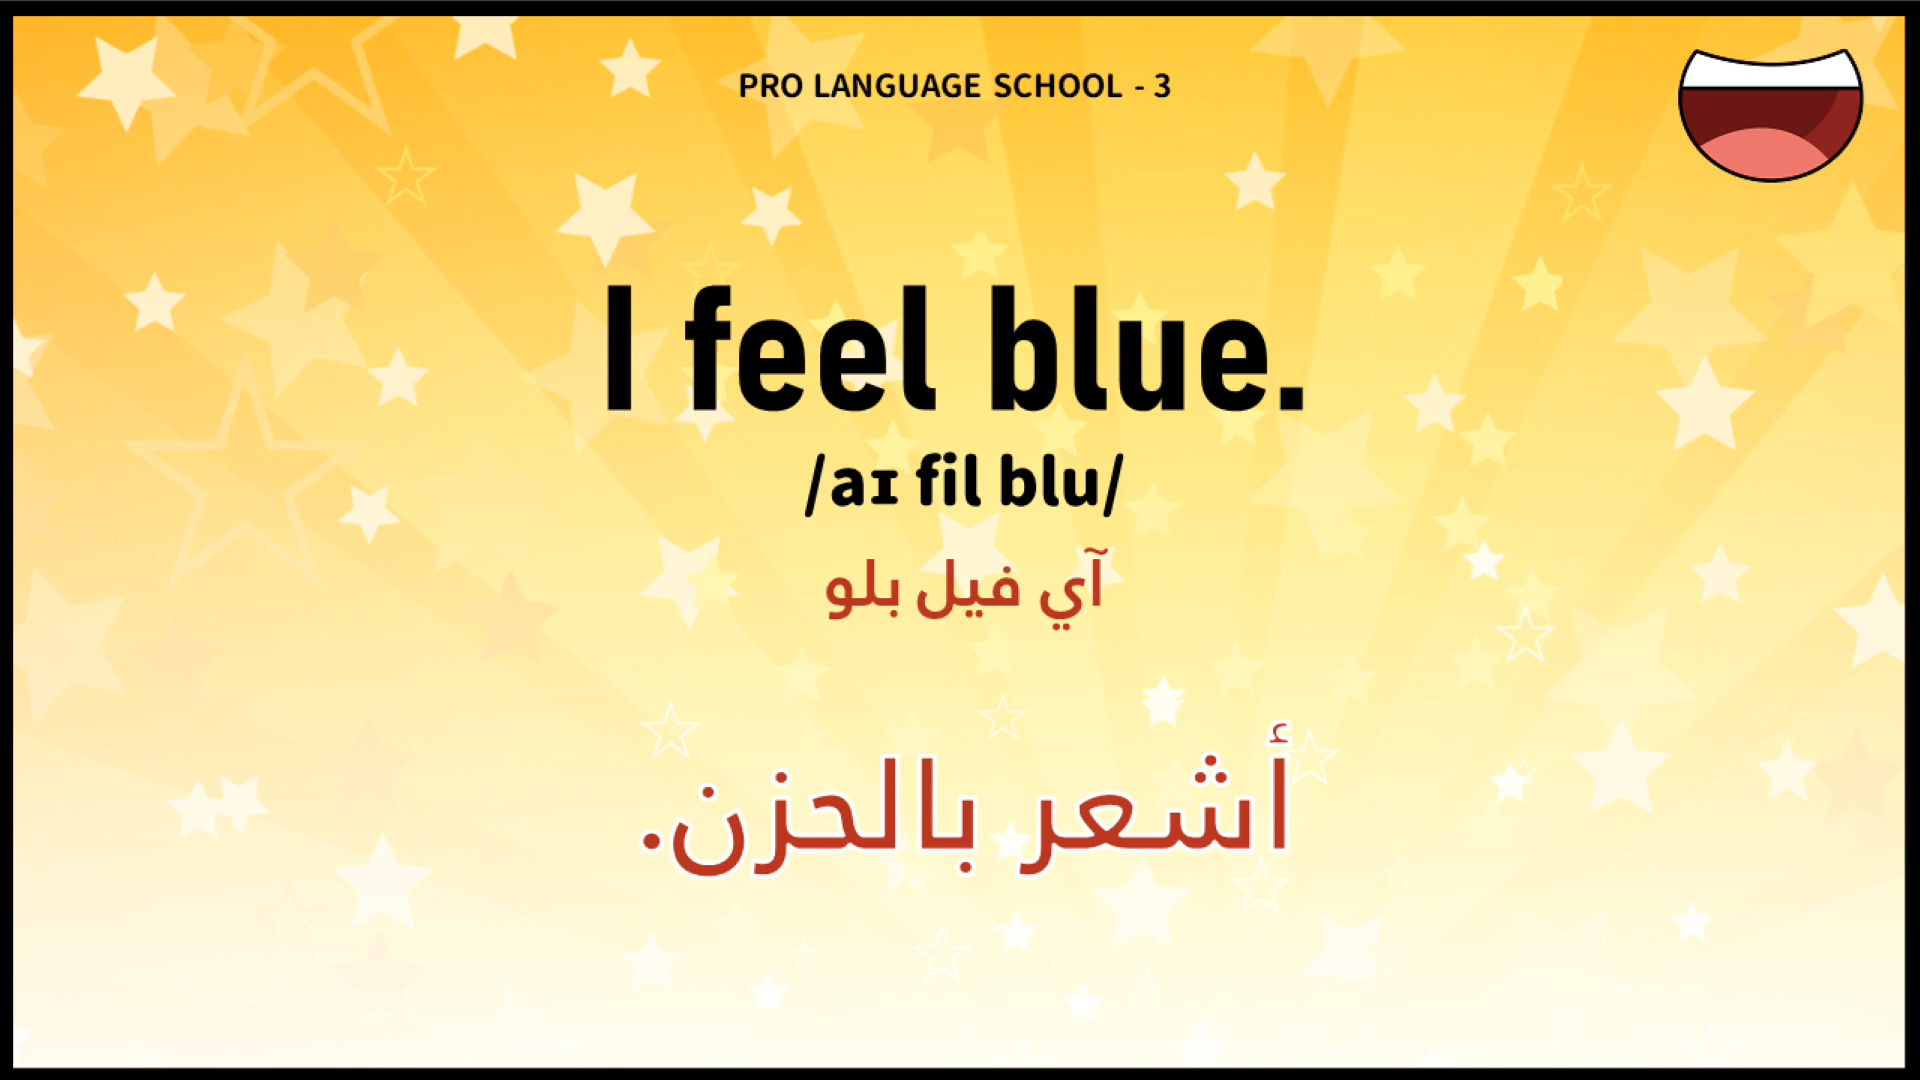 PRO LANGUAGE SCHOOL - 3
I feel blue.
/aɪ fil blu/
آي فيل بلو
أشعر بالحزن.